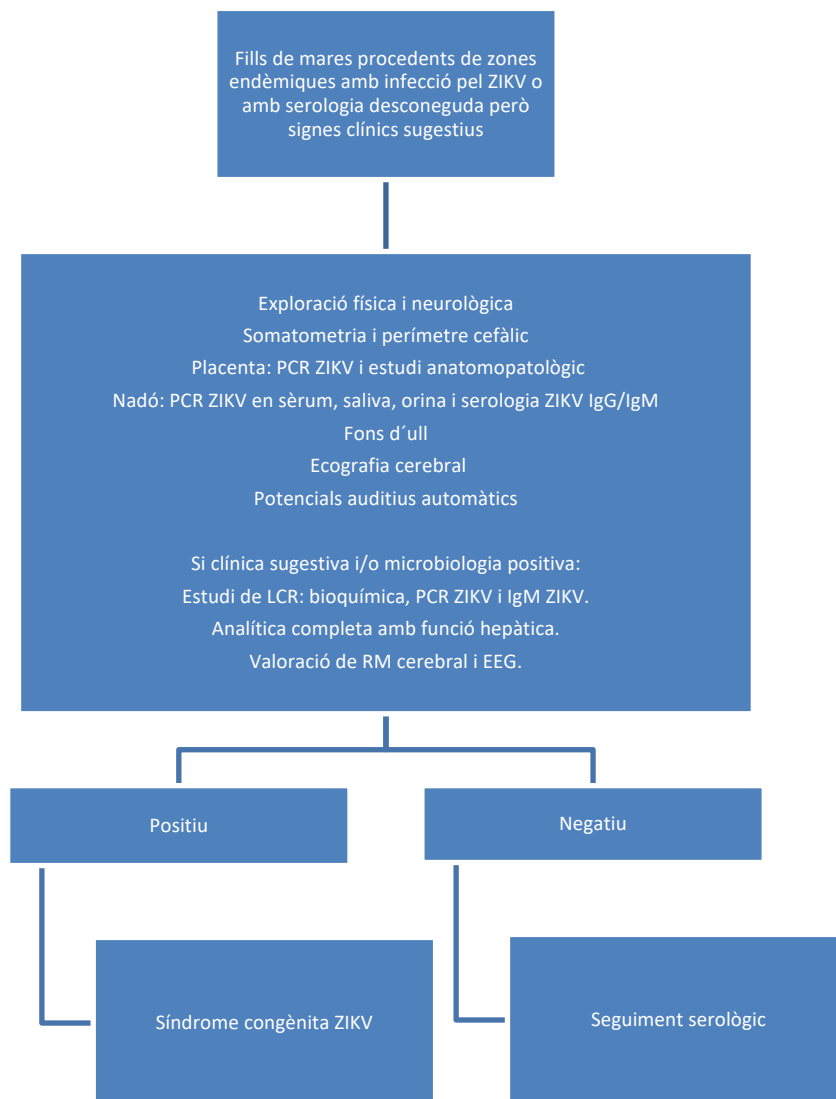 Fills de mares procedents de zones
endèmiques amb infecció pel ZIKV o
amb serologia desconeguda però
signes clínics sugestius
Exploració física i neurològica
Somatometria i perímetre cefàlic
Placenta: PCR ZIKV i estudi anatomopatològic
Nadó: PCR ZIKV en sèrum, saliva, orina i serologia ZIKV IgG/IgM
Fons d´ull
Ecografia cerebral
Potencials auditius automàtics
Si clínica sugestiva i/o microbiologia positiva:
Estudi de LCR: bioquímica, PCR ZIKV i IgM ZIKV.
Analítica completa amb funció hepàtica.
Valoració de RM cerebral i EEG.
Positiu
Negatiu
Síndrome congènita ZIKV
Seguiment serològic